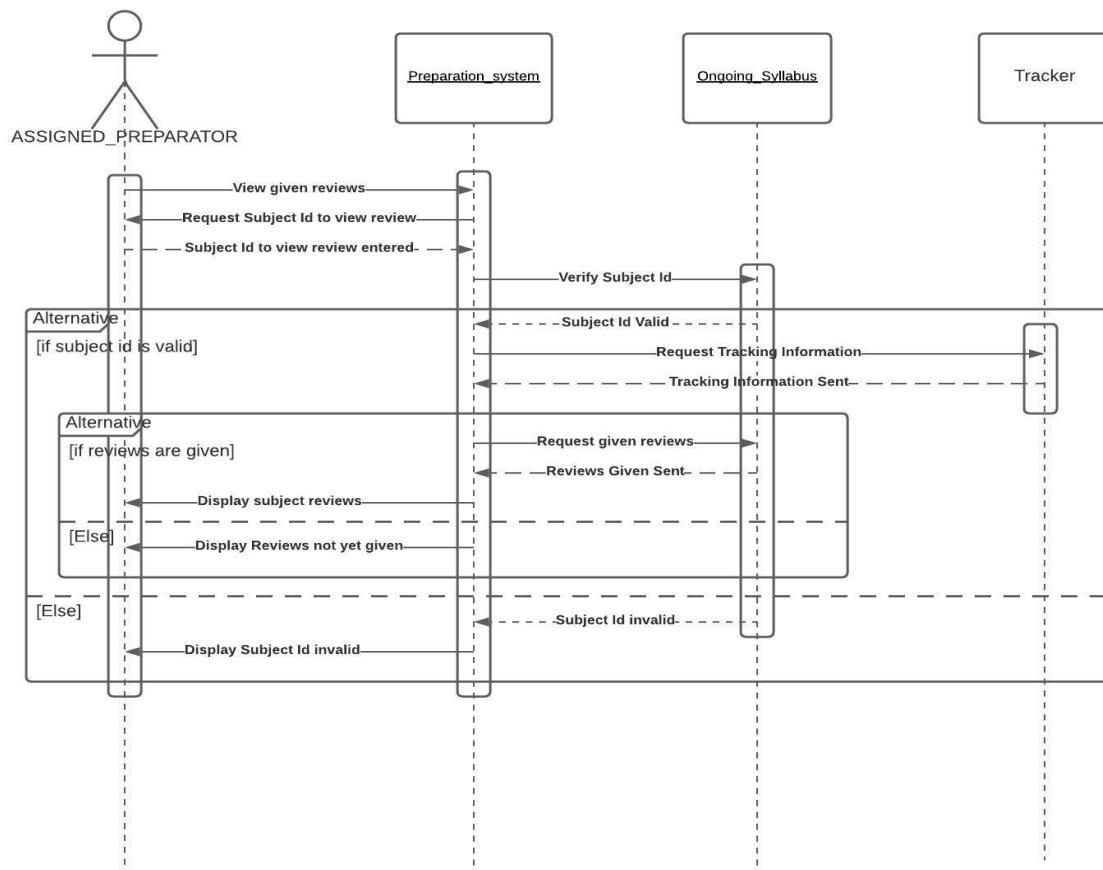 Preparation_system
Ongoing_Syllabus
Tracker
ASSIGNED_PREPARATOR
View given reviews
Request Subject Id to view review
Subject Id to view review entered
Verify Subject Id
Alternative
Subject Id Valid
[if subject id is valid]
Request Tracking Information
Tracking Information Sent
Alternative
Request given reviews
[if reviews are given]
Reviews Given Sent
Display subject reviews
[Else]
Display Reviews not yet given
[Else]
Subject Id invalid
Display Subject Id invalid